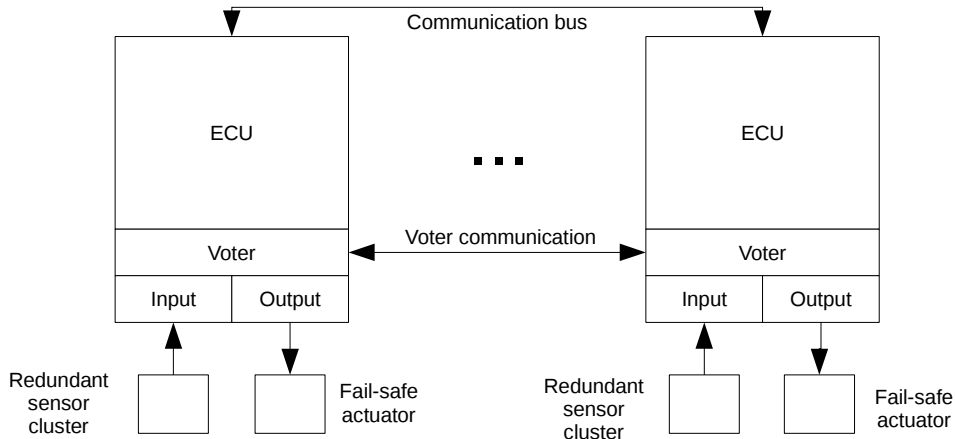 Communication bus
ECU
ECU
Voter communication
Voter
Voter
Input
Output
Input
Output
Redundant
sensor
cluster
Fail-safe
actuator
Redundant
sensor
cluster
Fail-safe
actuator